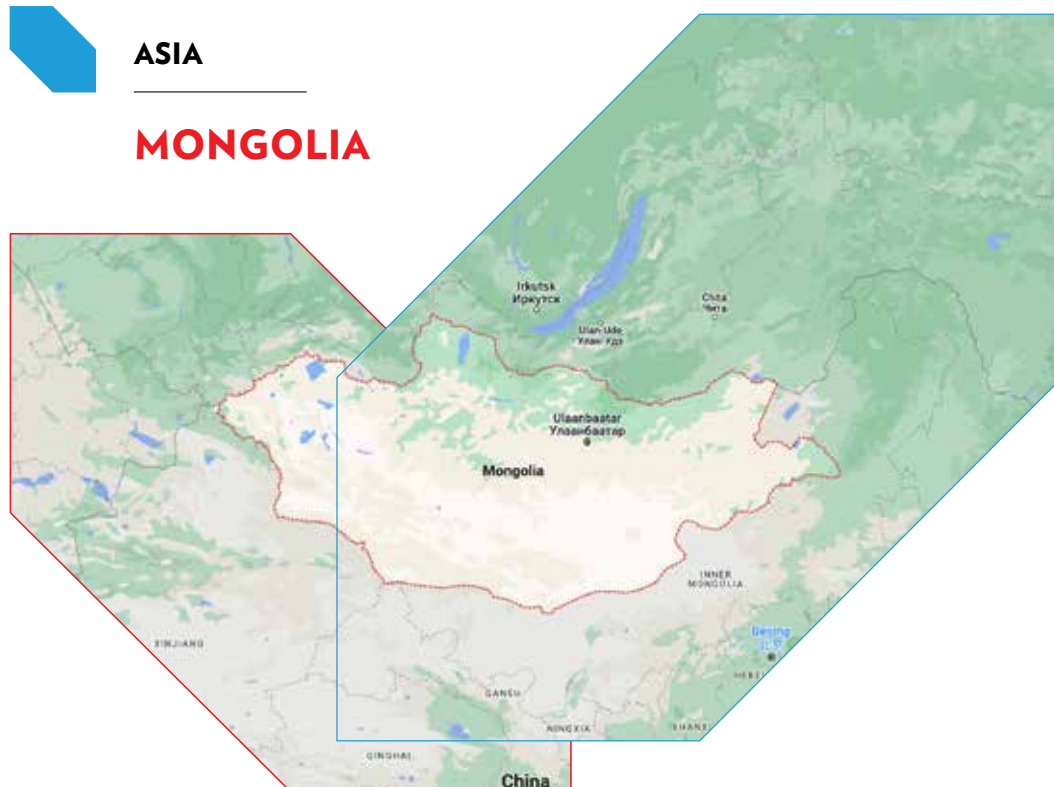 ASIA
MONGOLIA
Irkutsk
Иркутск
Chita
Чита
Ulan-Ude
Улан-Удэ
Ulaanbaatar
Улаанбаатар
Mongolia
INNER
MONGOLIA
Beijing
XINJIANG
GANSU
NINGXIA
QINGHAI
China